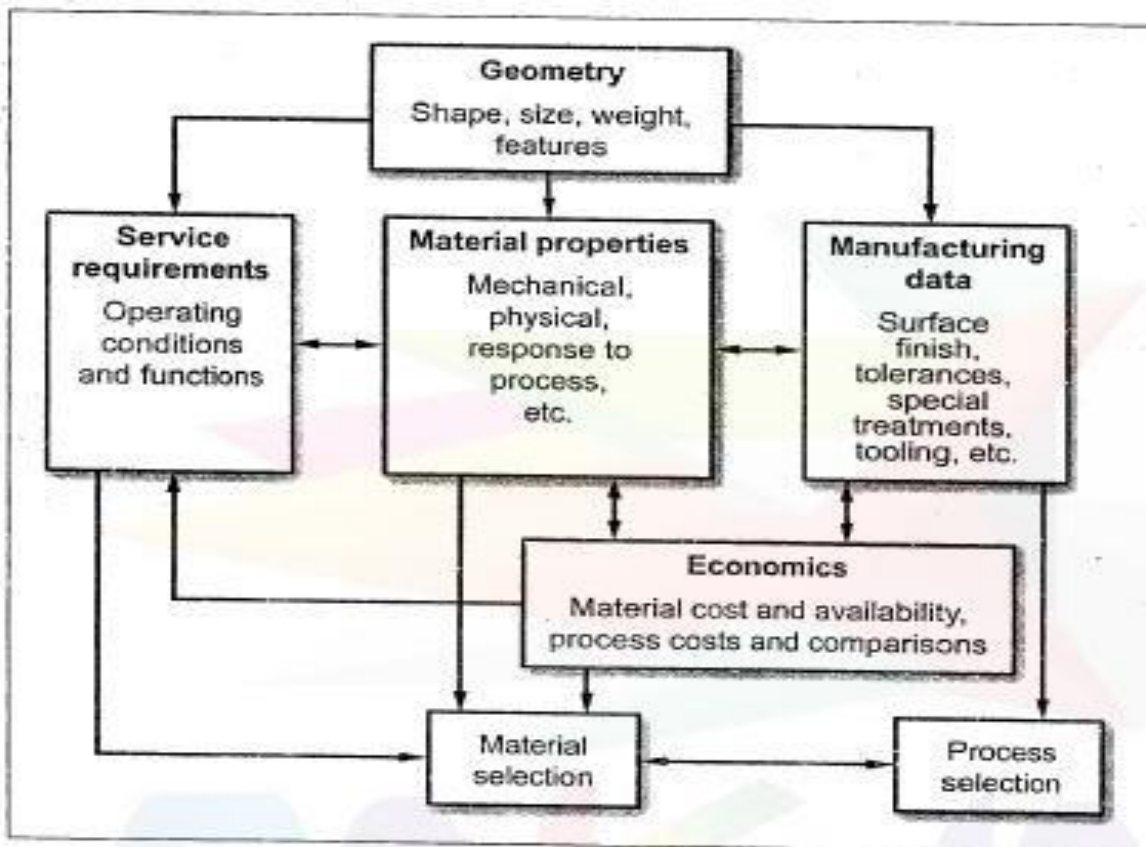 Geometry
Shape, size, weight,
features
Service
requirements
Operating
conditions
and functions
Material properties
Mechanical,
physical,
response to
process,
etc.
Manufacturing
data
Surface
finish,
tolerances,
special
treatments,
tooling, etc.
Economics
Material cost and availability,
process costs and comparisons
Material
selection
Process
selection